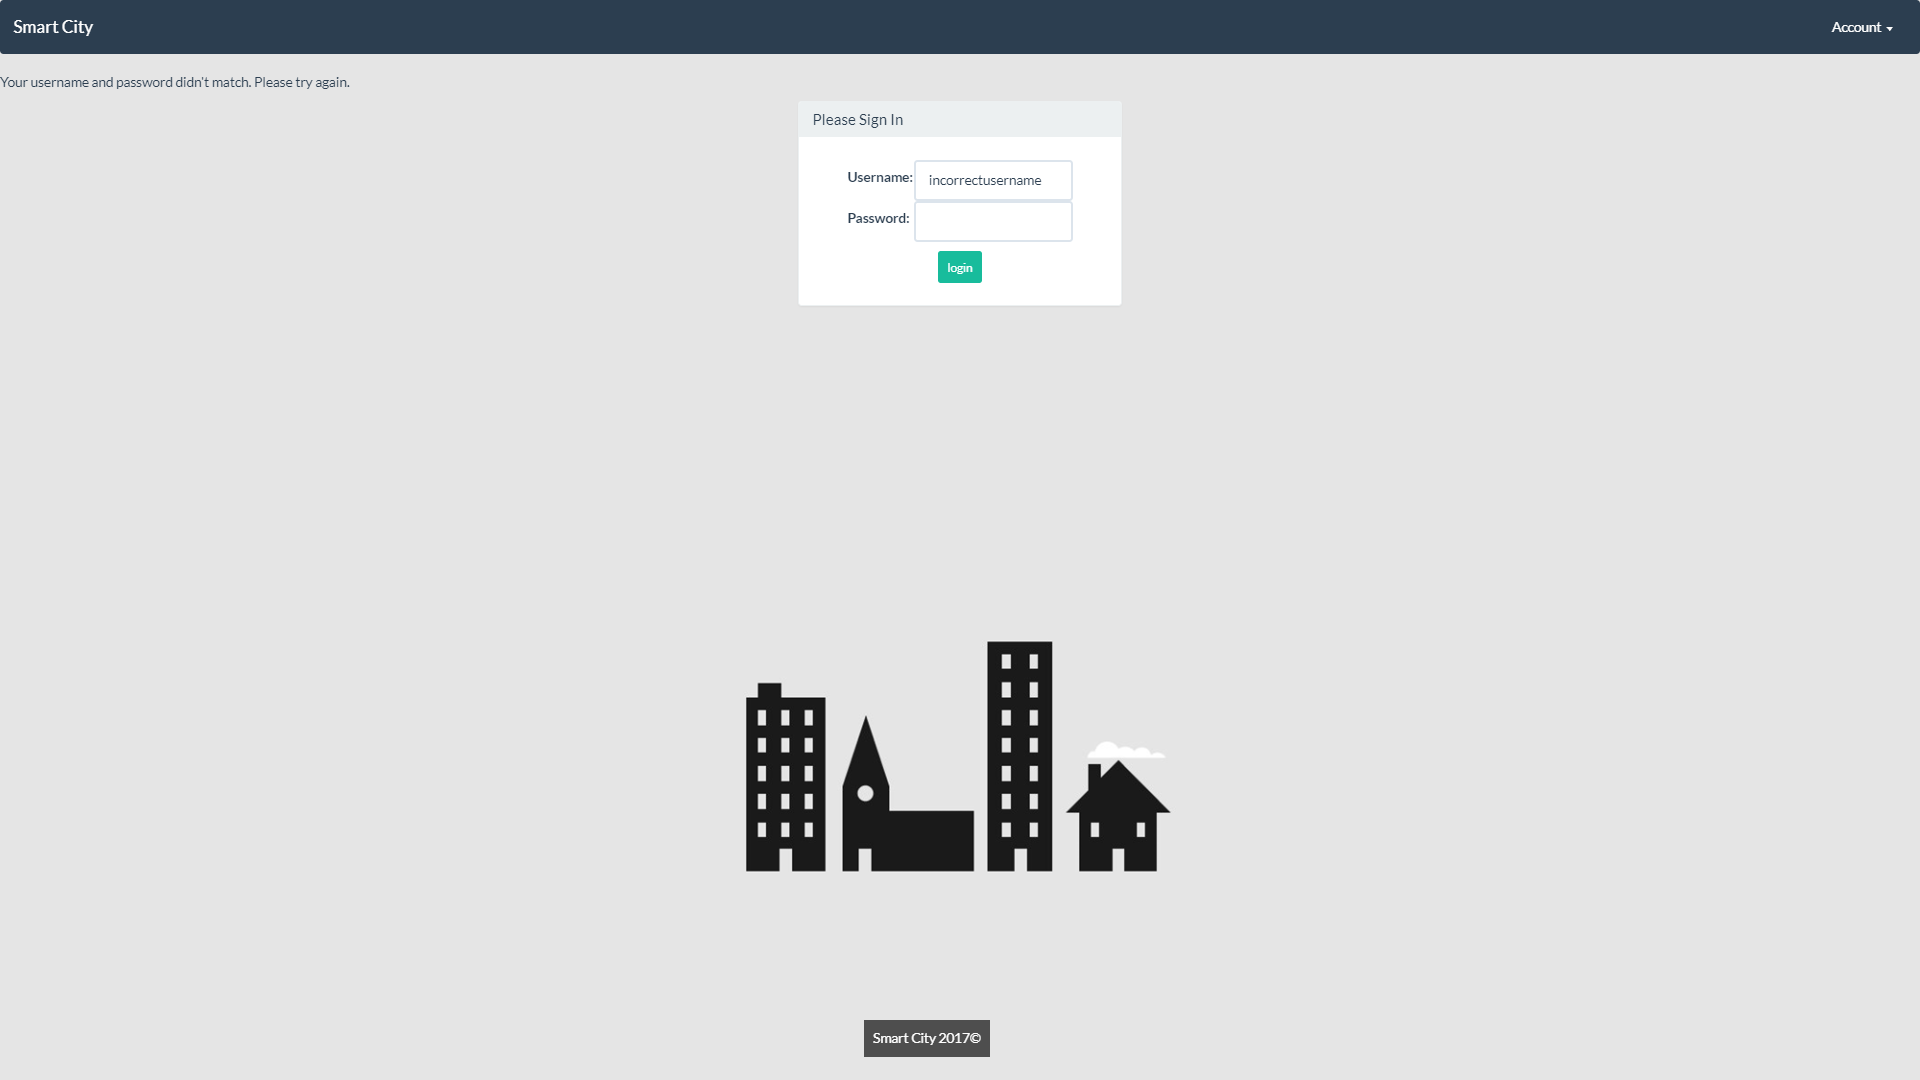 Smart City
Account
Your username and password didn't match. Please try again.
Please Sign In
Username: incorrectusername
Password:
login
Smart City 2017©